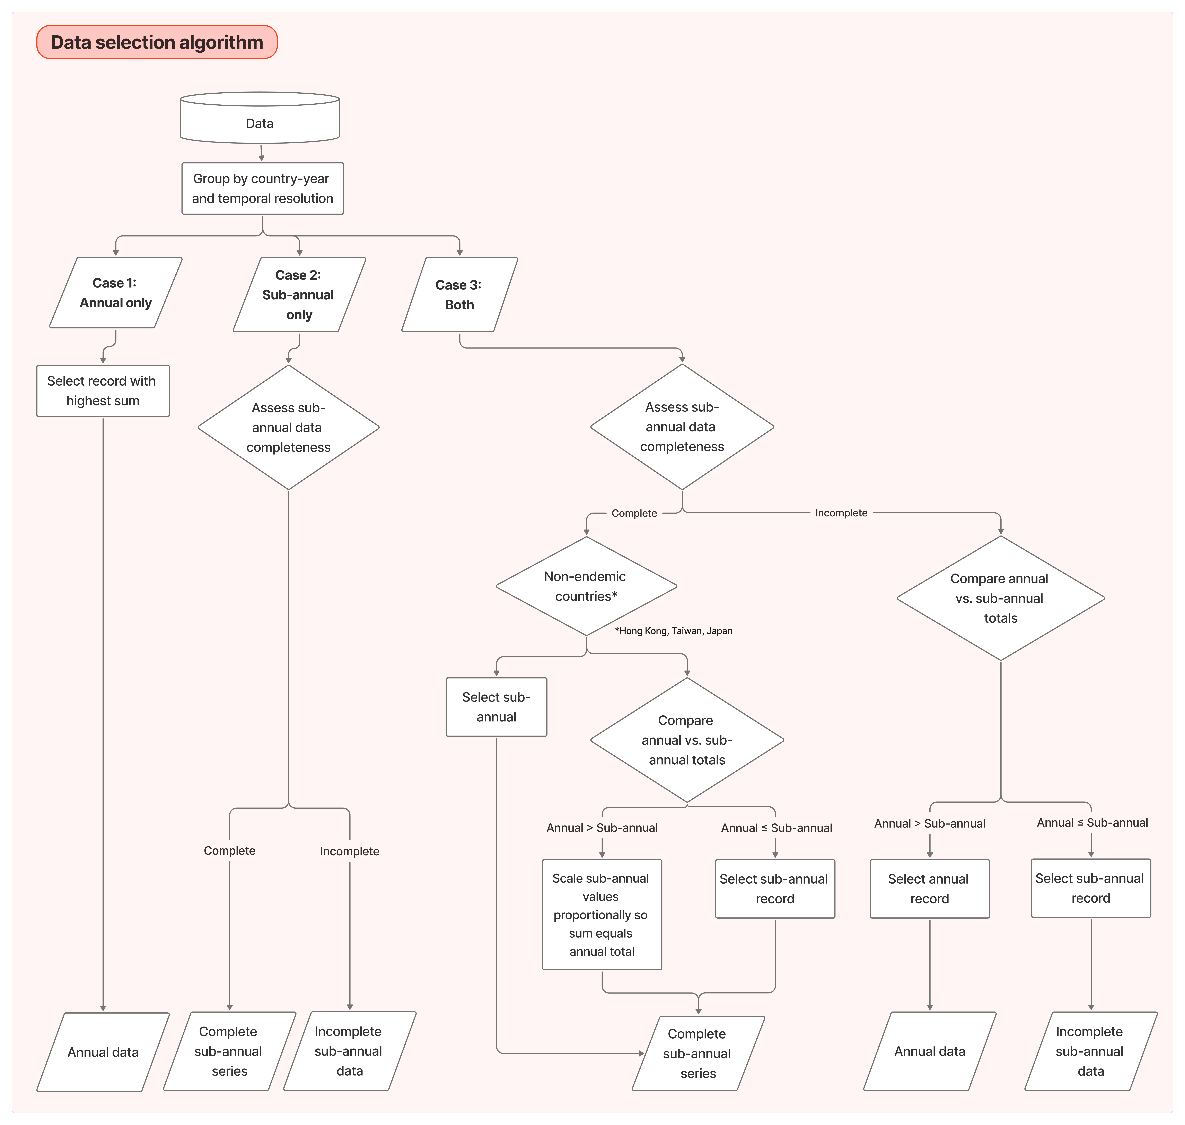 Data selection algorithm
Data
Group by country-year
and temporal resolution
Case 1:
Annual only
Case 2:
Sub-annual
only
Case 3:
Both
Select record with
highest sum
Assess sub-
annual data
completeness
Assess sub-
annual data
completeness
Complete
Incomplete
Non-endemic
countries*
*Hong Kong, Taiwan, Japan
Compare annual
vs. sub-annual
totals
Select sub-
annual
Compare
annual vs. sub-
annual totals
Complete
Incomplete
Annual > Sub-annual
Annual ≤ Sub-annual
Annual > Sub-annual
Annual ≤ Sub-annual
Scale sub-annual
values
proportionally so
sum equals
annual total
Select sub-annual
record
Select annual
record
Select sub-annual
record
Annual data
Complete
sub-annual
series
Incomplete
sub-annual
data
Complete
sub-annual
series
Annual data
Incomplete
sub-annual
data